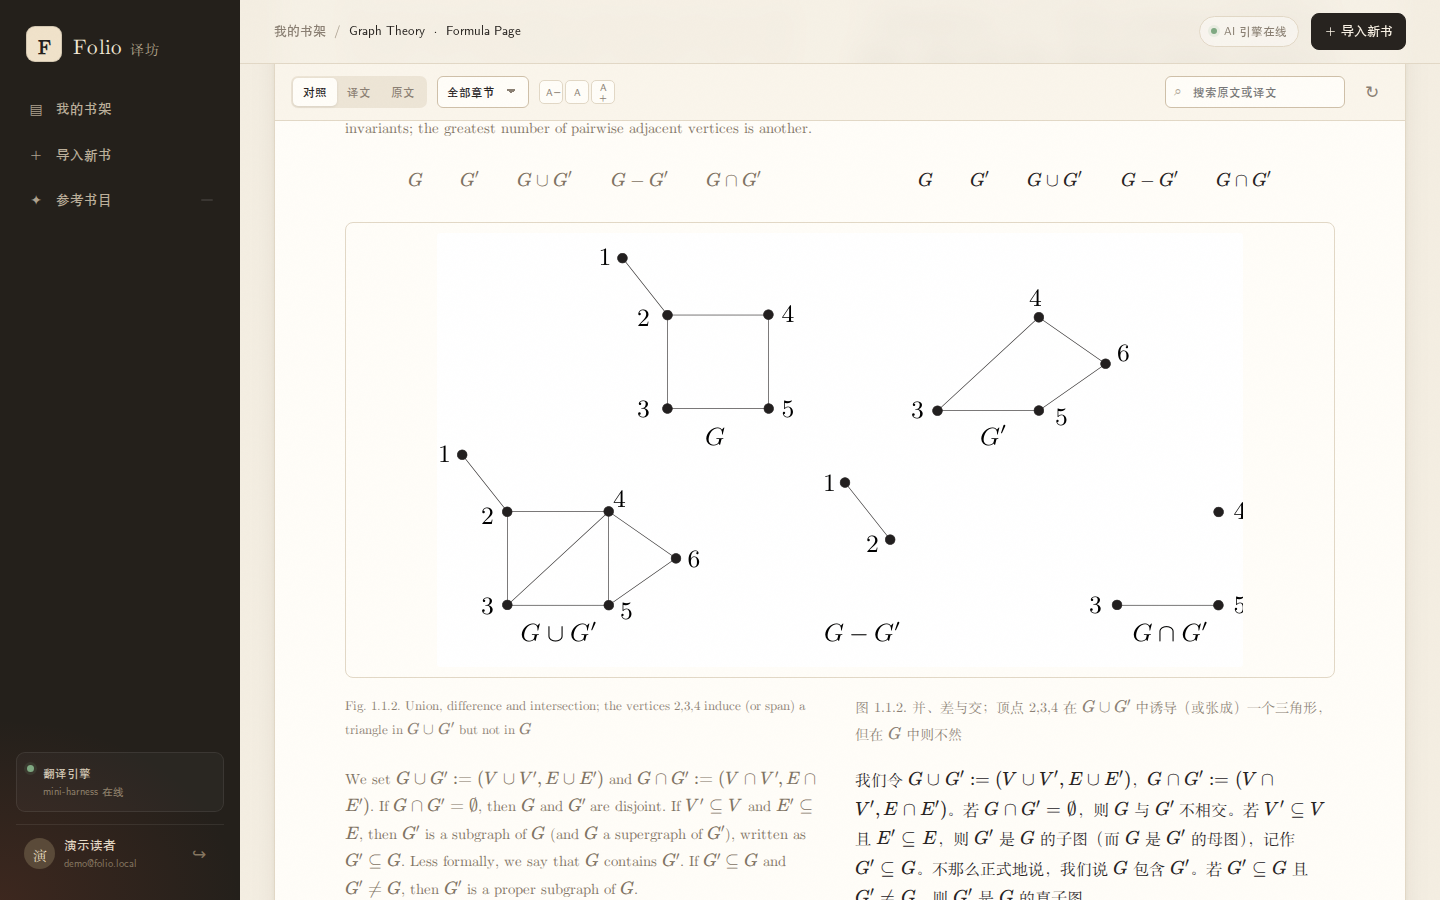 F Folio 译坊
我的书架
导入新书
参考书目
翻译引擎
mini-harness 在线
演 演示读者
demo@folio.local
我的书架 / Graph Theory · Formula Page
AI 引擎在线
+ 导入新书
对照 译文 原文
全部章节
A− A A+
搜索原文或译文
invariants; the greatest number of pairwise adjacent vertices is another.
G G′ G ∪ G′ G − G′ G ∩ G′
G G′ G ∪ G′ G − G′ G ∩ G′
1
2 4
3 5
G
4
6
3 5
G′
1
2 4
6
3 5
G ∪ G′
1
2
G − G′
4
3 5
G ∩ G′
Fig. 1.1.2. Union, difference and intersection; the vertices 2,3,4 induce (or span) a
triangle in G ∪ G′ but not in G
图 1.1.2. 并、差与交；顶点 2,3,4 在 G ∪ G′ 中诱导（或张成）一个三角形，
但在 G 中则不然
We set G ∪ G′ := (V ∪ V′, E ∪ E′) and G ∩ G′ := (V ∩ V′, E ∩
E′). If G ∩ G′ = ∅, then G and G′ are disjoint. If V′ ⊆ V and E′ ⊆
E, then G′ is a subgraph of G (and G a supergraph of G′), written as
G′ ⊆ G. Less formally, we say that G contains G′. If G′ ⊆ G and
G′ ≠ G, then G′ is a proper subgraph of G.
我们令 G ∪ G′ := (V ∪ V′, E ∪ E′)，G ∩ G′ := (V ∩
V′, E ∩ E′)。若 G ∩ G′ = ∅，则 G 与 G′ 不相交。若 V′ ⊆ V
且 E′ ⊆ E，则 G′ 是 G 的子图（而 G 是 G′ 的母图），记作
G′ ⊆ G。不那么正式地说，我们说 G 包含 G′。若 G′ ⊆ G 且
G′ ≠ G，则 G′ 是 G 的真子图